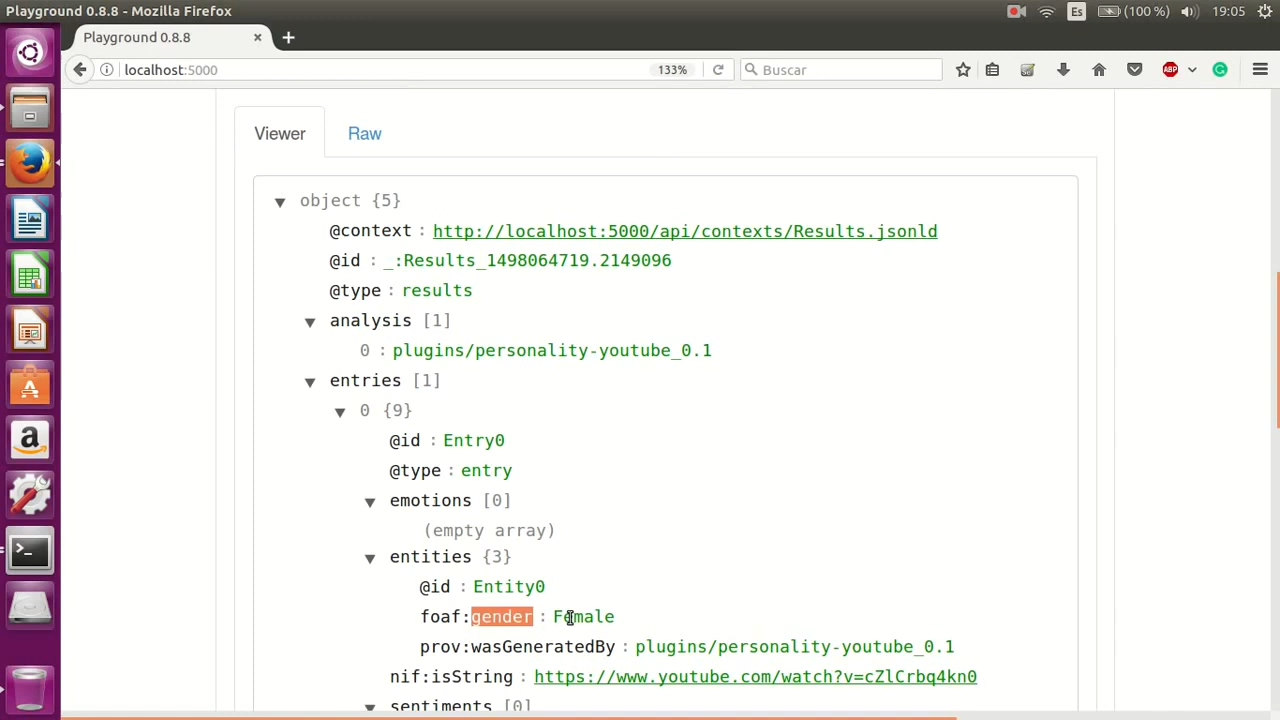 Playground 0.8.8 - Mozilla Firefox
Es (100 %) 19:05
Playground 0.8.8
localhost:5000 133% Buscar ABP
Viewer Raw
object {5}
@context : http://localhost:5000/api/contexts/Results.jsonld
@id : _:Results_1498064719.2149096
@type : results
analysis [1]
0 : plugins/personality-youtube_0.1
entries [1]
0 {9}
@id : Entry0
@type : entry
emotions [0]
(empty array)
entities {3}
@id : Entity0
foaf:gender : Female
prov:wasGeneratedBy : plugins/personality-youtube_0.1
nif:isString : https://www.youtube.com/watch?v=cZlCrbq4kn0
sentiments [0]